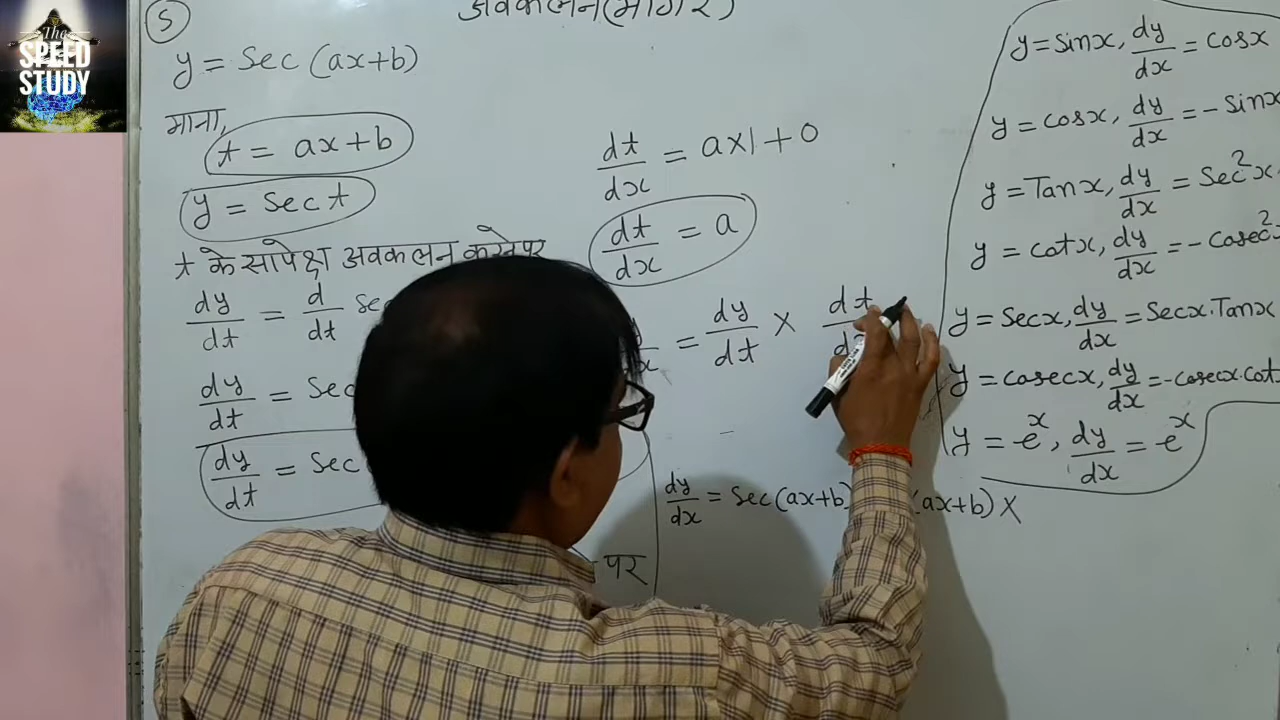 The
SPEED
STUDY
5
अवकलन(भाग २)
y = Sec (ax+b)
माना,
t = ax+b
y = Sec t
t के सापेक्ष अवकलन करने पर
dy/dt = d/dt sec
dy/dt = Sec
dy/dt = Sec
पर
dt/dx = a×1+0
dt/dx = a
= dy/dt × dt
dy/dx = Sec(ax+b) (ax+b) ×
y=sinx, dy/dx = cosx
y = cosx, dy/dx = - sinx
y = Tanx, dy/dx = Sec²x
y = cotx, dy/dx = - Cosec²
y = Secx, dy/dx = Secx.Tanx
y = cosecx, dy/dx = -cosecx.cot
y = e^x, dy/dx = e^x